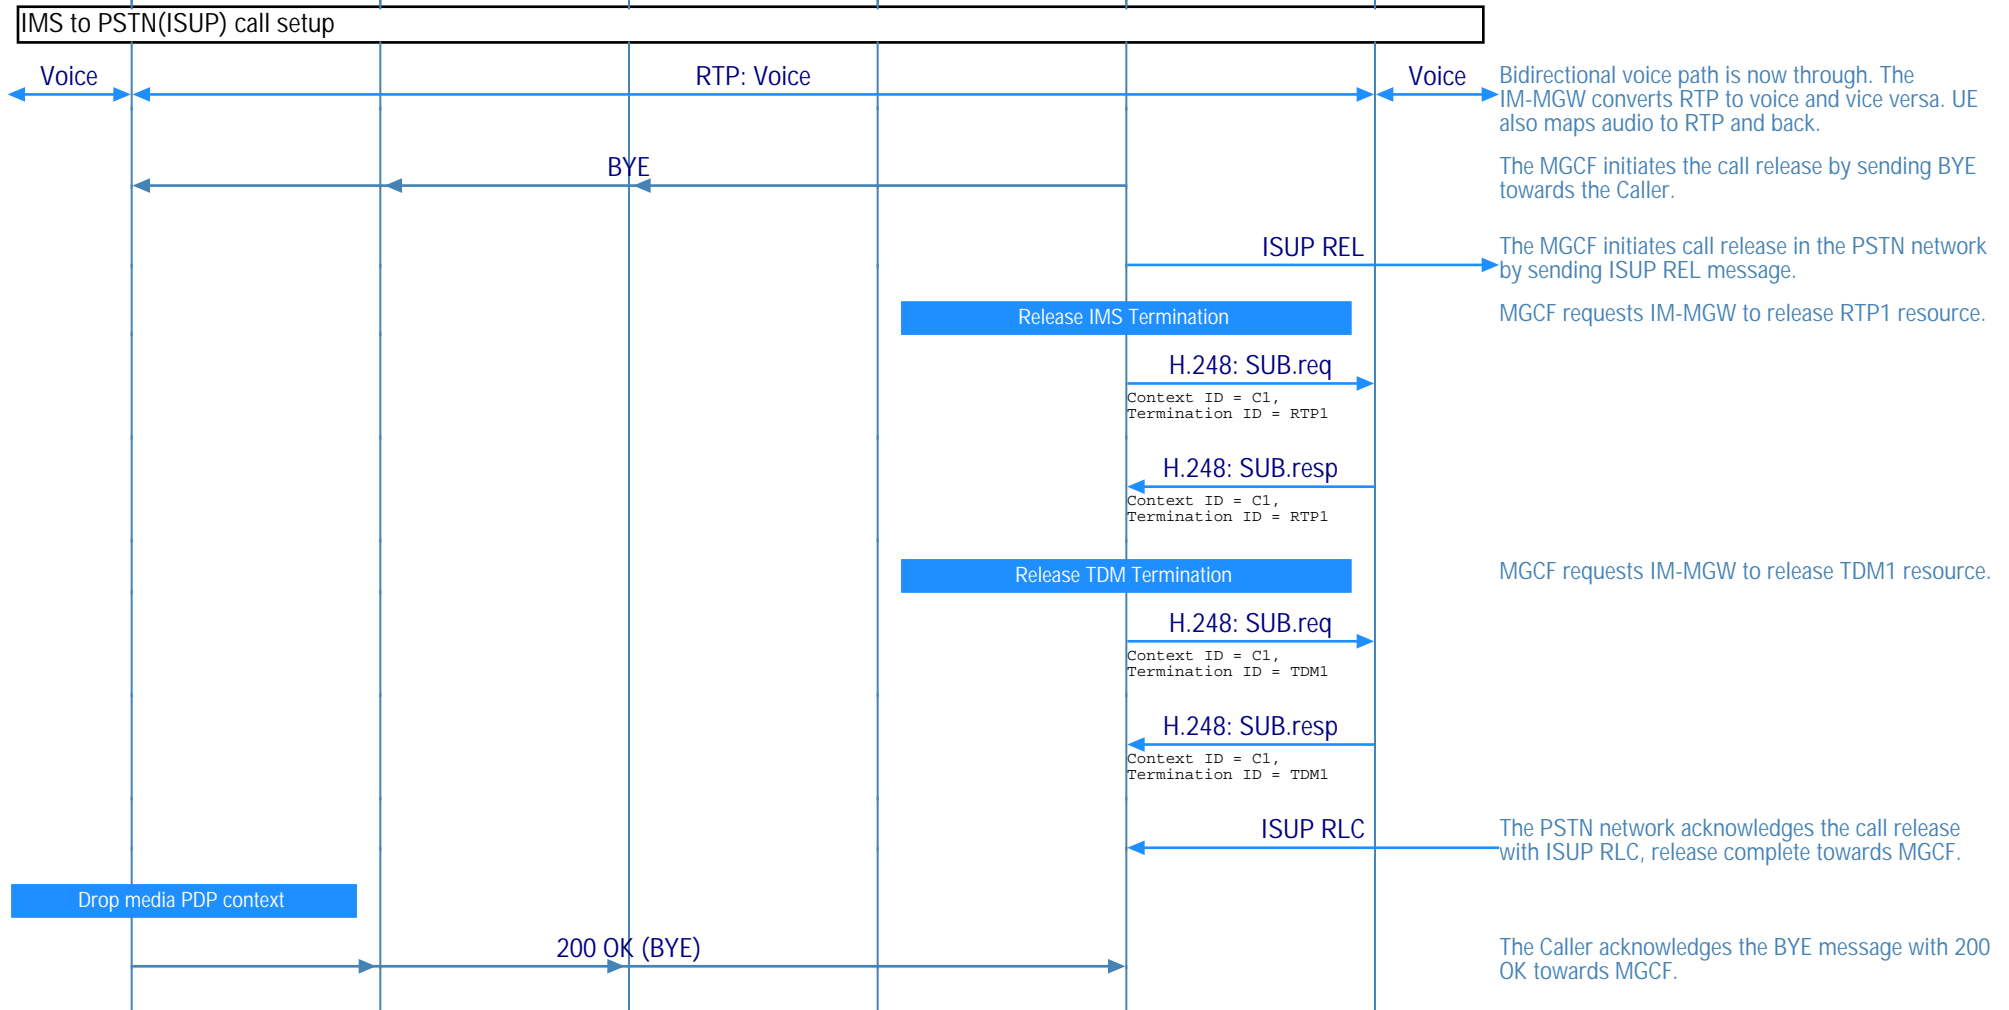 IMS to PSTN(ISUP) call setup
Voice
RTP: Voice
Voice
Bidirectional voice path is now through. The
IM-MGW converts RTP to voice and vice versa. UE
also maps audio to RTP and back.
BYE
The MGCF initiates the call release by sending BYE
towards the Caller.
ISUP REL
The MGCF initiates call release in the PSTN network
by sending ISUP REL message.
Release IMS Termination
MGCF requests IM-MGW to release RTP1 resource.
H.248: SUB.req
Context ID = C1,
Termination ID = RTP1
H.248: SUB.resp
Context ID = C1,
Termination ID = RTP1
Release TDM Termination
MGCF requests IM-MGW to release TDM1 resource.
H.248: SUB.req
Context ID = C1,
Termination ID = TDM1
H.248: SUB.resp
Context ID = C1,
Termination ID = TDM1
ISUP RLC
The PSTN network acknowledges the call release
with ISUP RLC, release complete towards MGCF.
Drop media PDP context
200 OK (BYE)
The Caller acknowledges the BYE message with 200
OK towards MGCF.